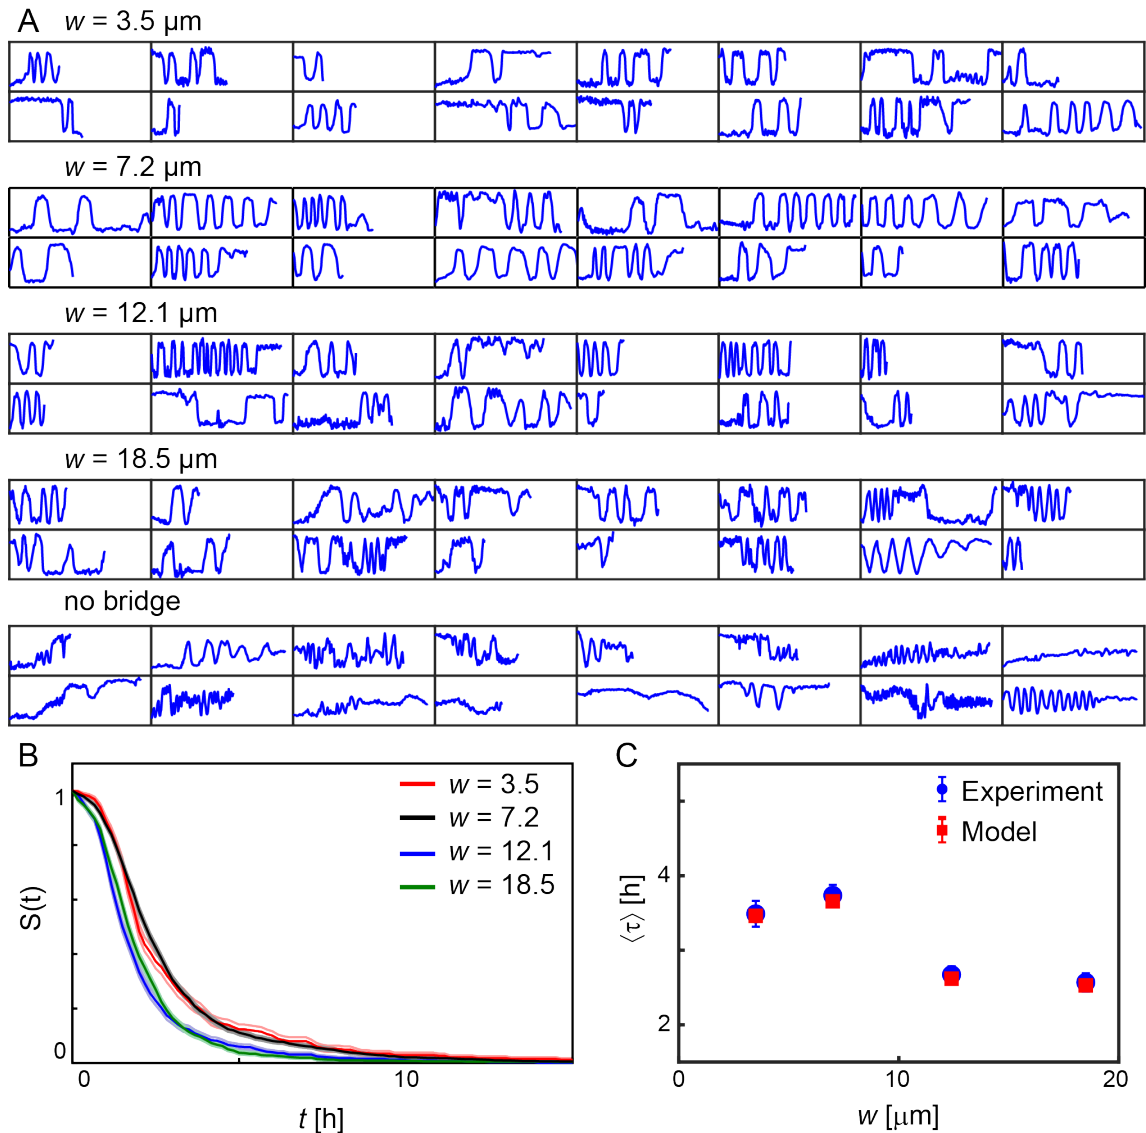 A
w = 3.5 µm
w = 7.2 µm
w = 12.1 µm
w = 18.5 µm
no bridge
B
1
S(t)
0
0
10
t [h]
w = 3.5
w = 7.2
w = 12.1
w = 18.5
C
Experiment
Model
4
⟨τ⟩ [h]
2
0
10
20
w [µm]